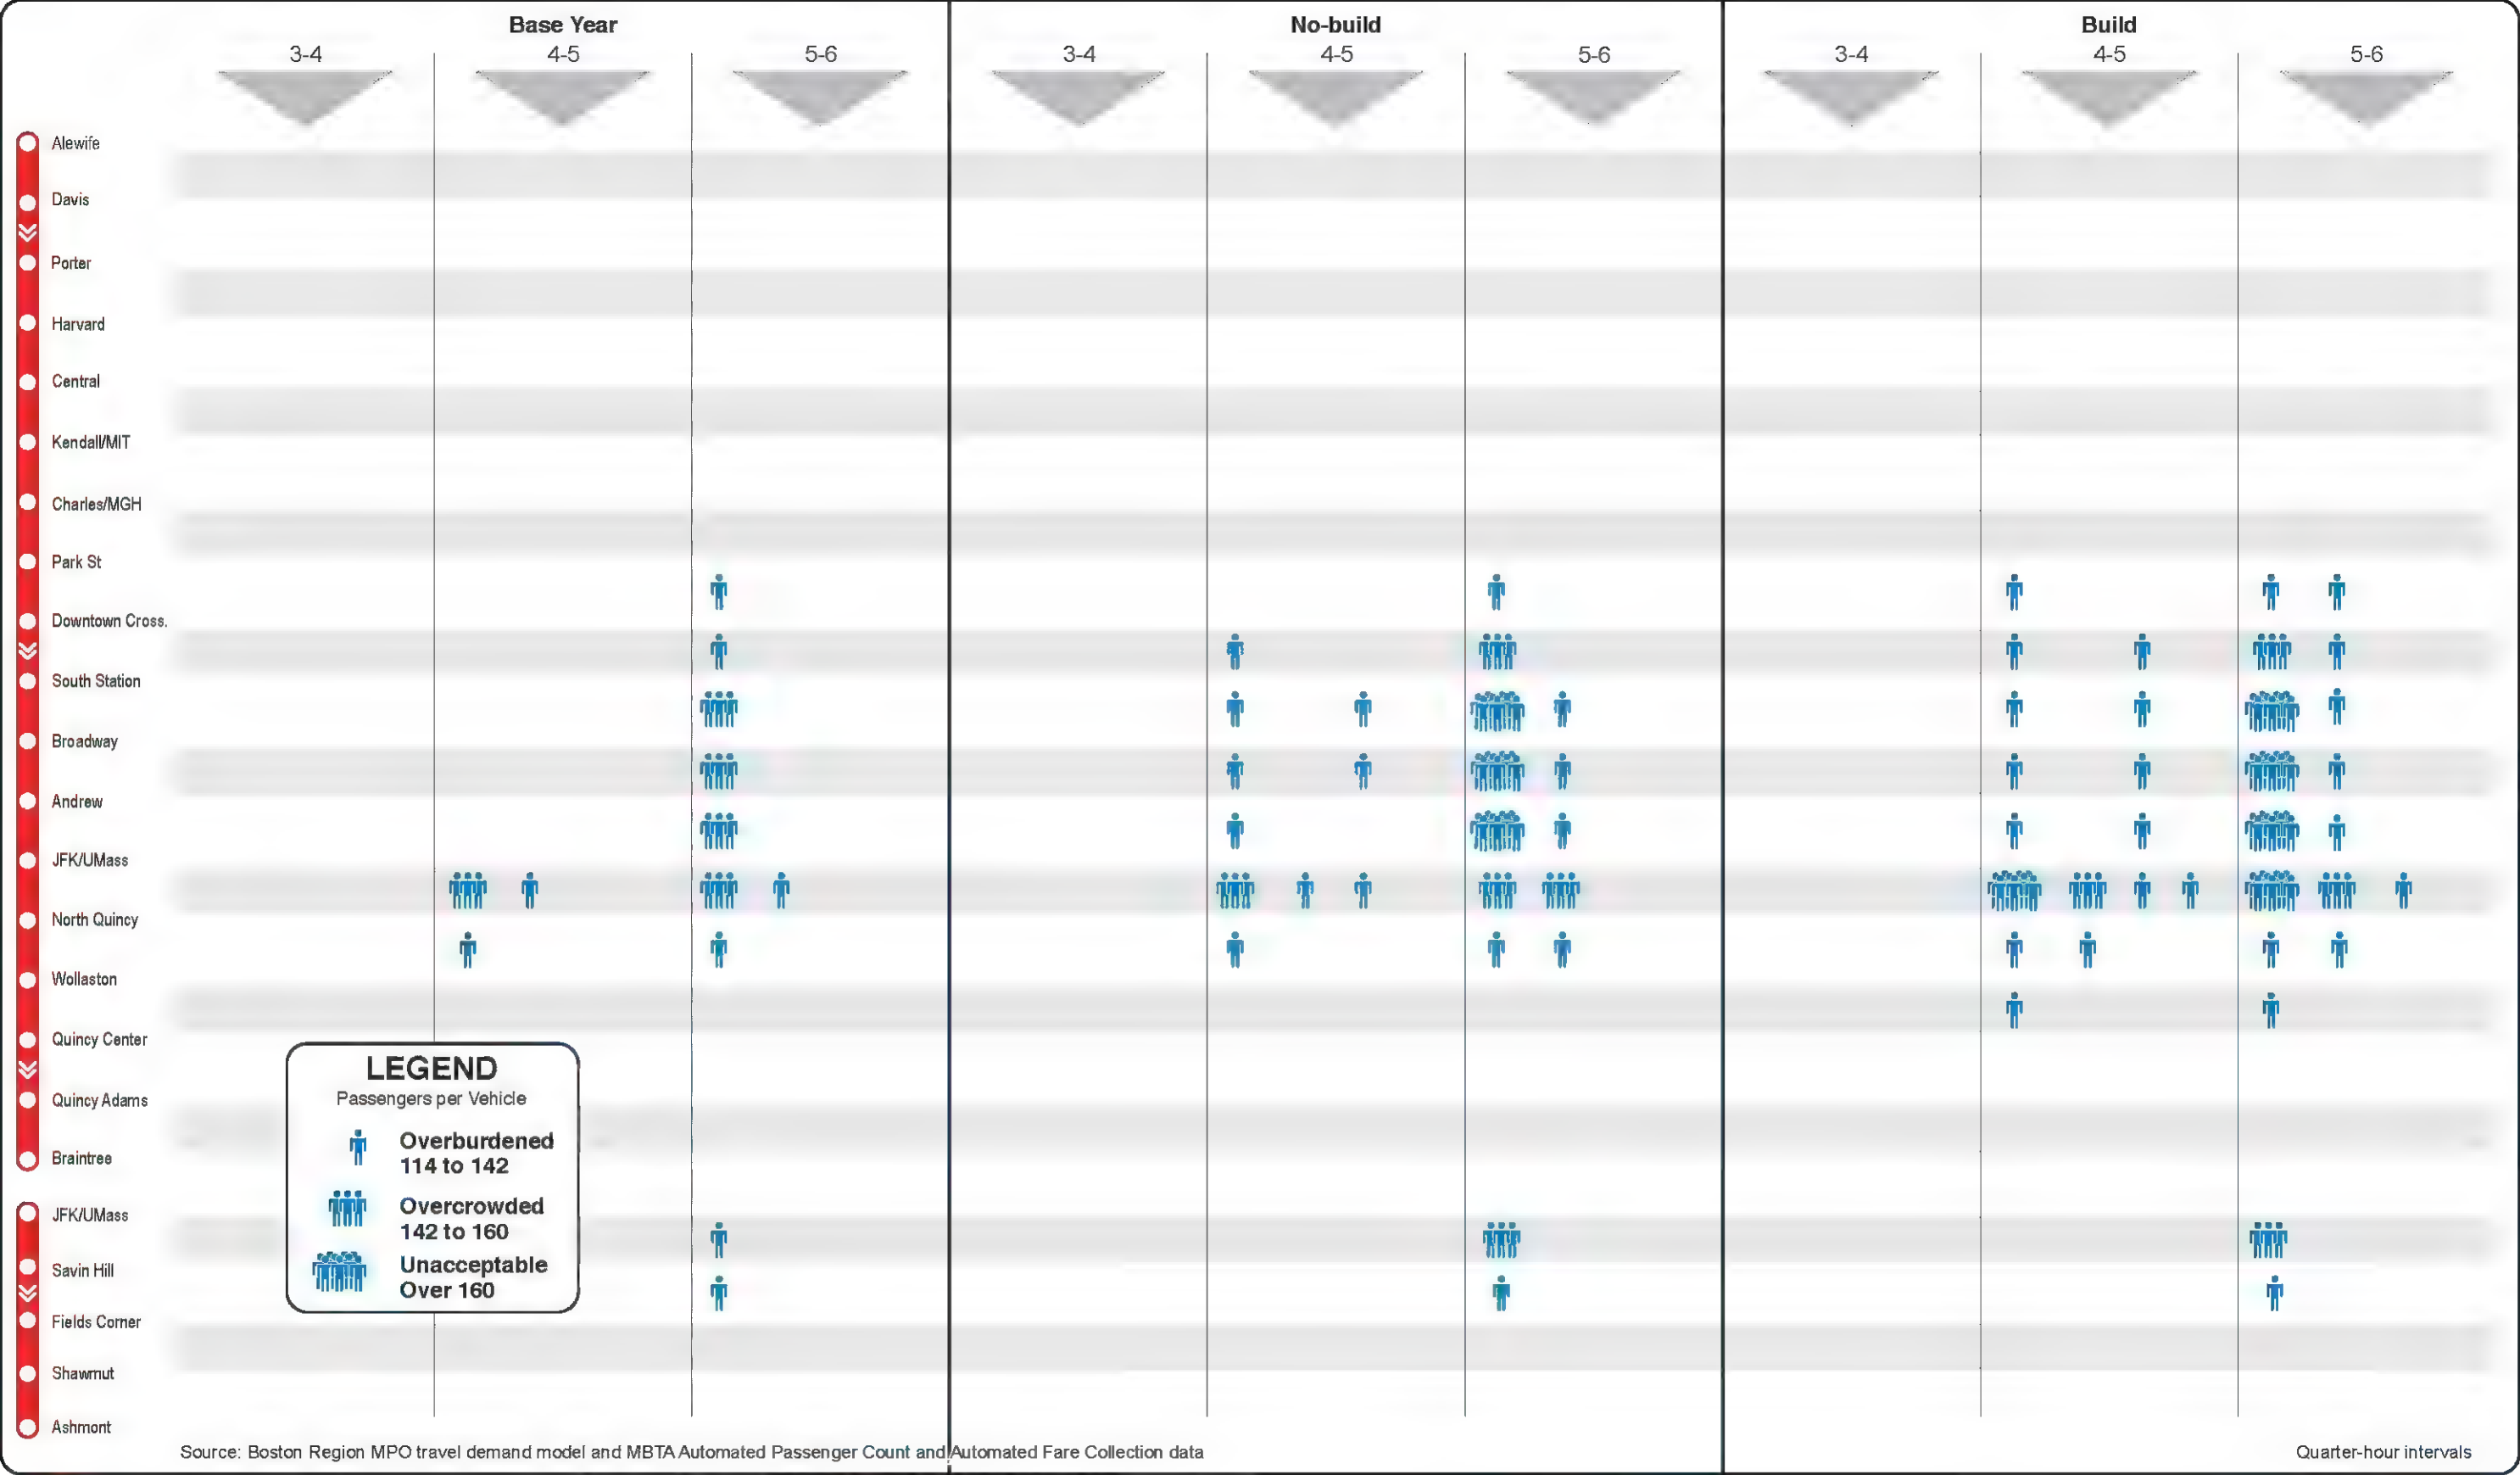 Base Year
No-build
Build
3-4
4-5
5-6
3-4
4-5
5-6
3-4
4-5
5-6
Alewife
Davis
Porter
Harvard
Central
Kendall/MIT
Charles/MGH
Park St
Downtown Cross.
South Station
Broadway
Andrew
JFK/UMass
North Quincy
Wollaston
Quincy Center
Quincy Adams
Braintree
JFK/UMass
Savin Hill
Fields Corner
Shawmut
Ashmont
LEGEND
Passengers per Vehicle
Overburdened
114 to 142
Overcrowded
142 to 160
Unacceptable
Over 160
Source: Boston Region MPO travel demand model and MBTA Automated Passenger Count and Automated Fare Collection data
Quarter-hour intervals